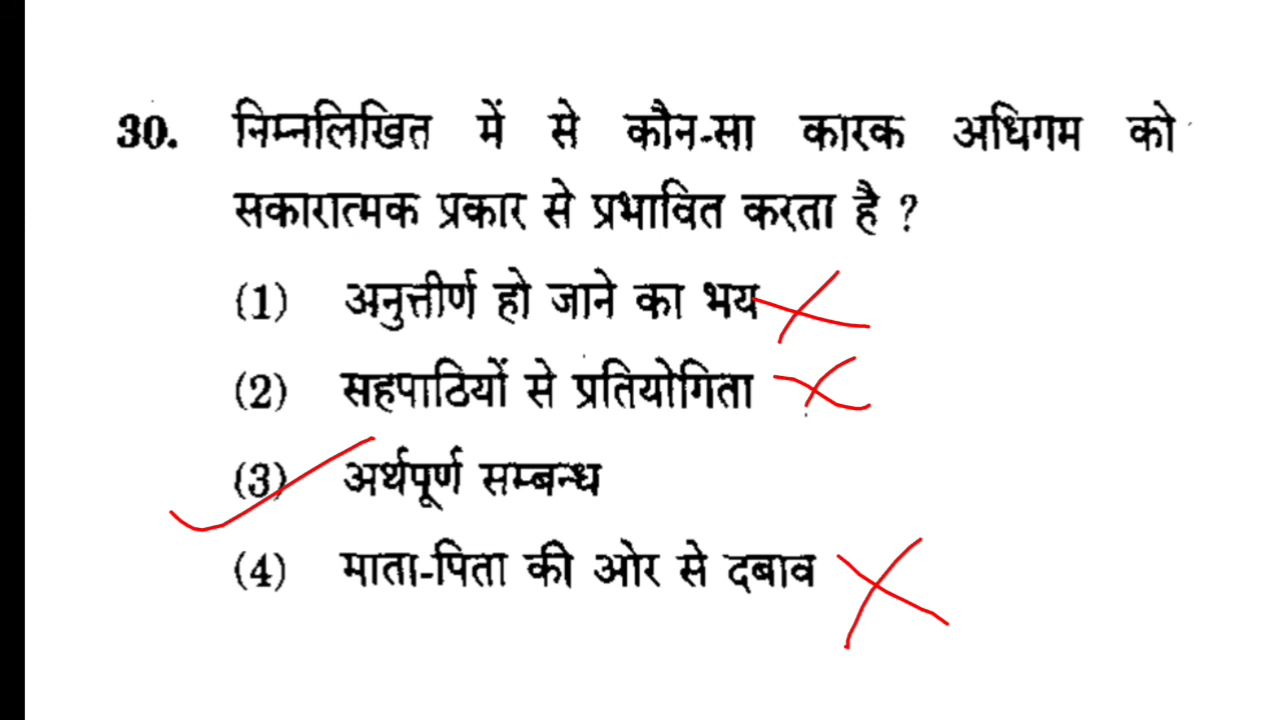 30. निम्नलिखित में से कौन-सा कारक अधिगम को
सकारात्मक प्रकार से प्रभावित करता है ?
(1) अनुत्तीर्ण हो जाने का भय
(2) सहपाठियों से प्रतियोगिता
(3) अर्थपूर्ण सम्बन्ध
(4) माता-पिता की ओर से दबाव